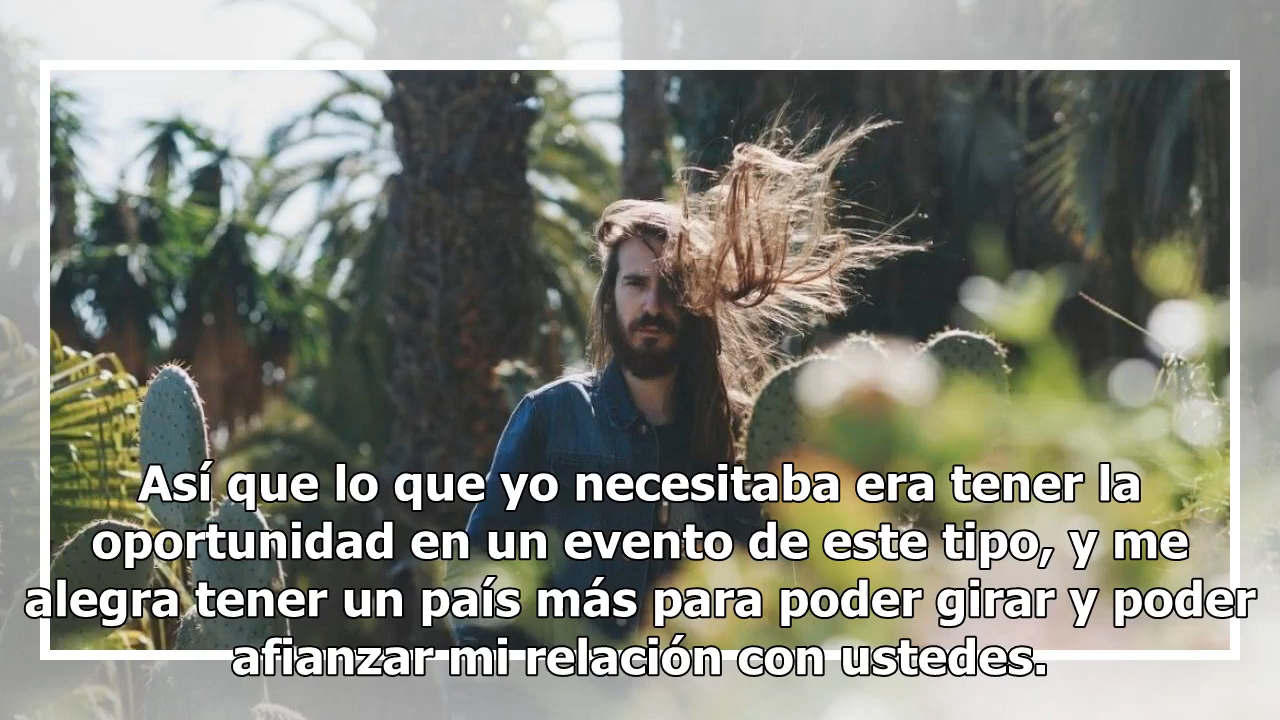 Así que lo que yo necesitaba era tener la
oportunidad en un evento de este tipo, y me
alegra tener un país más para poder girar y poder
afianzar mi relación con ustedes.